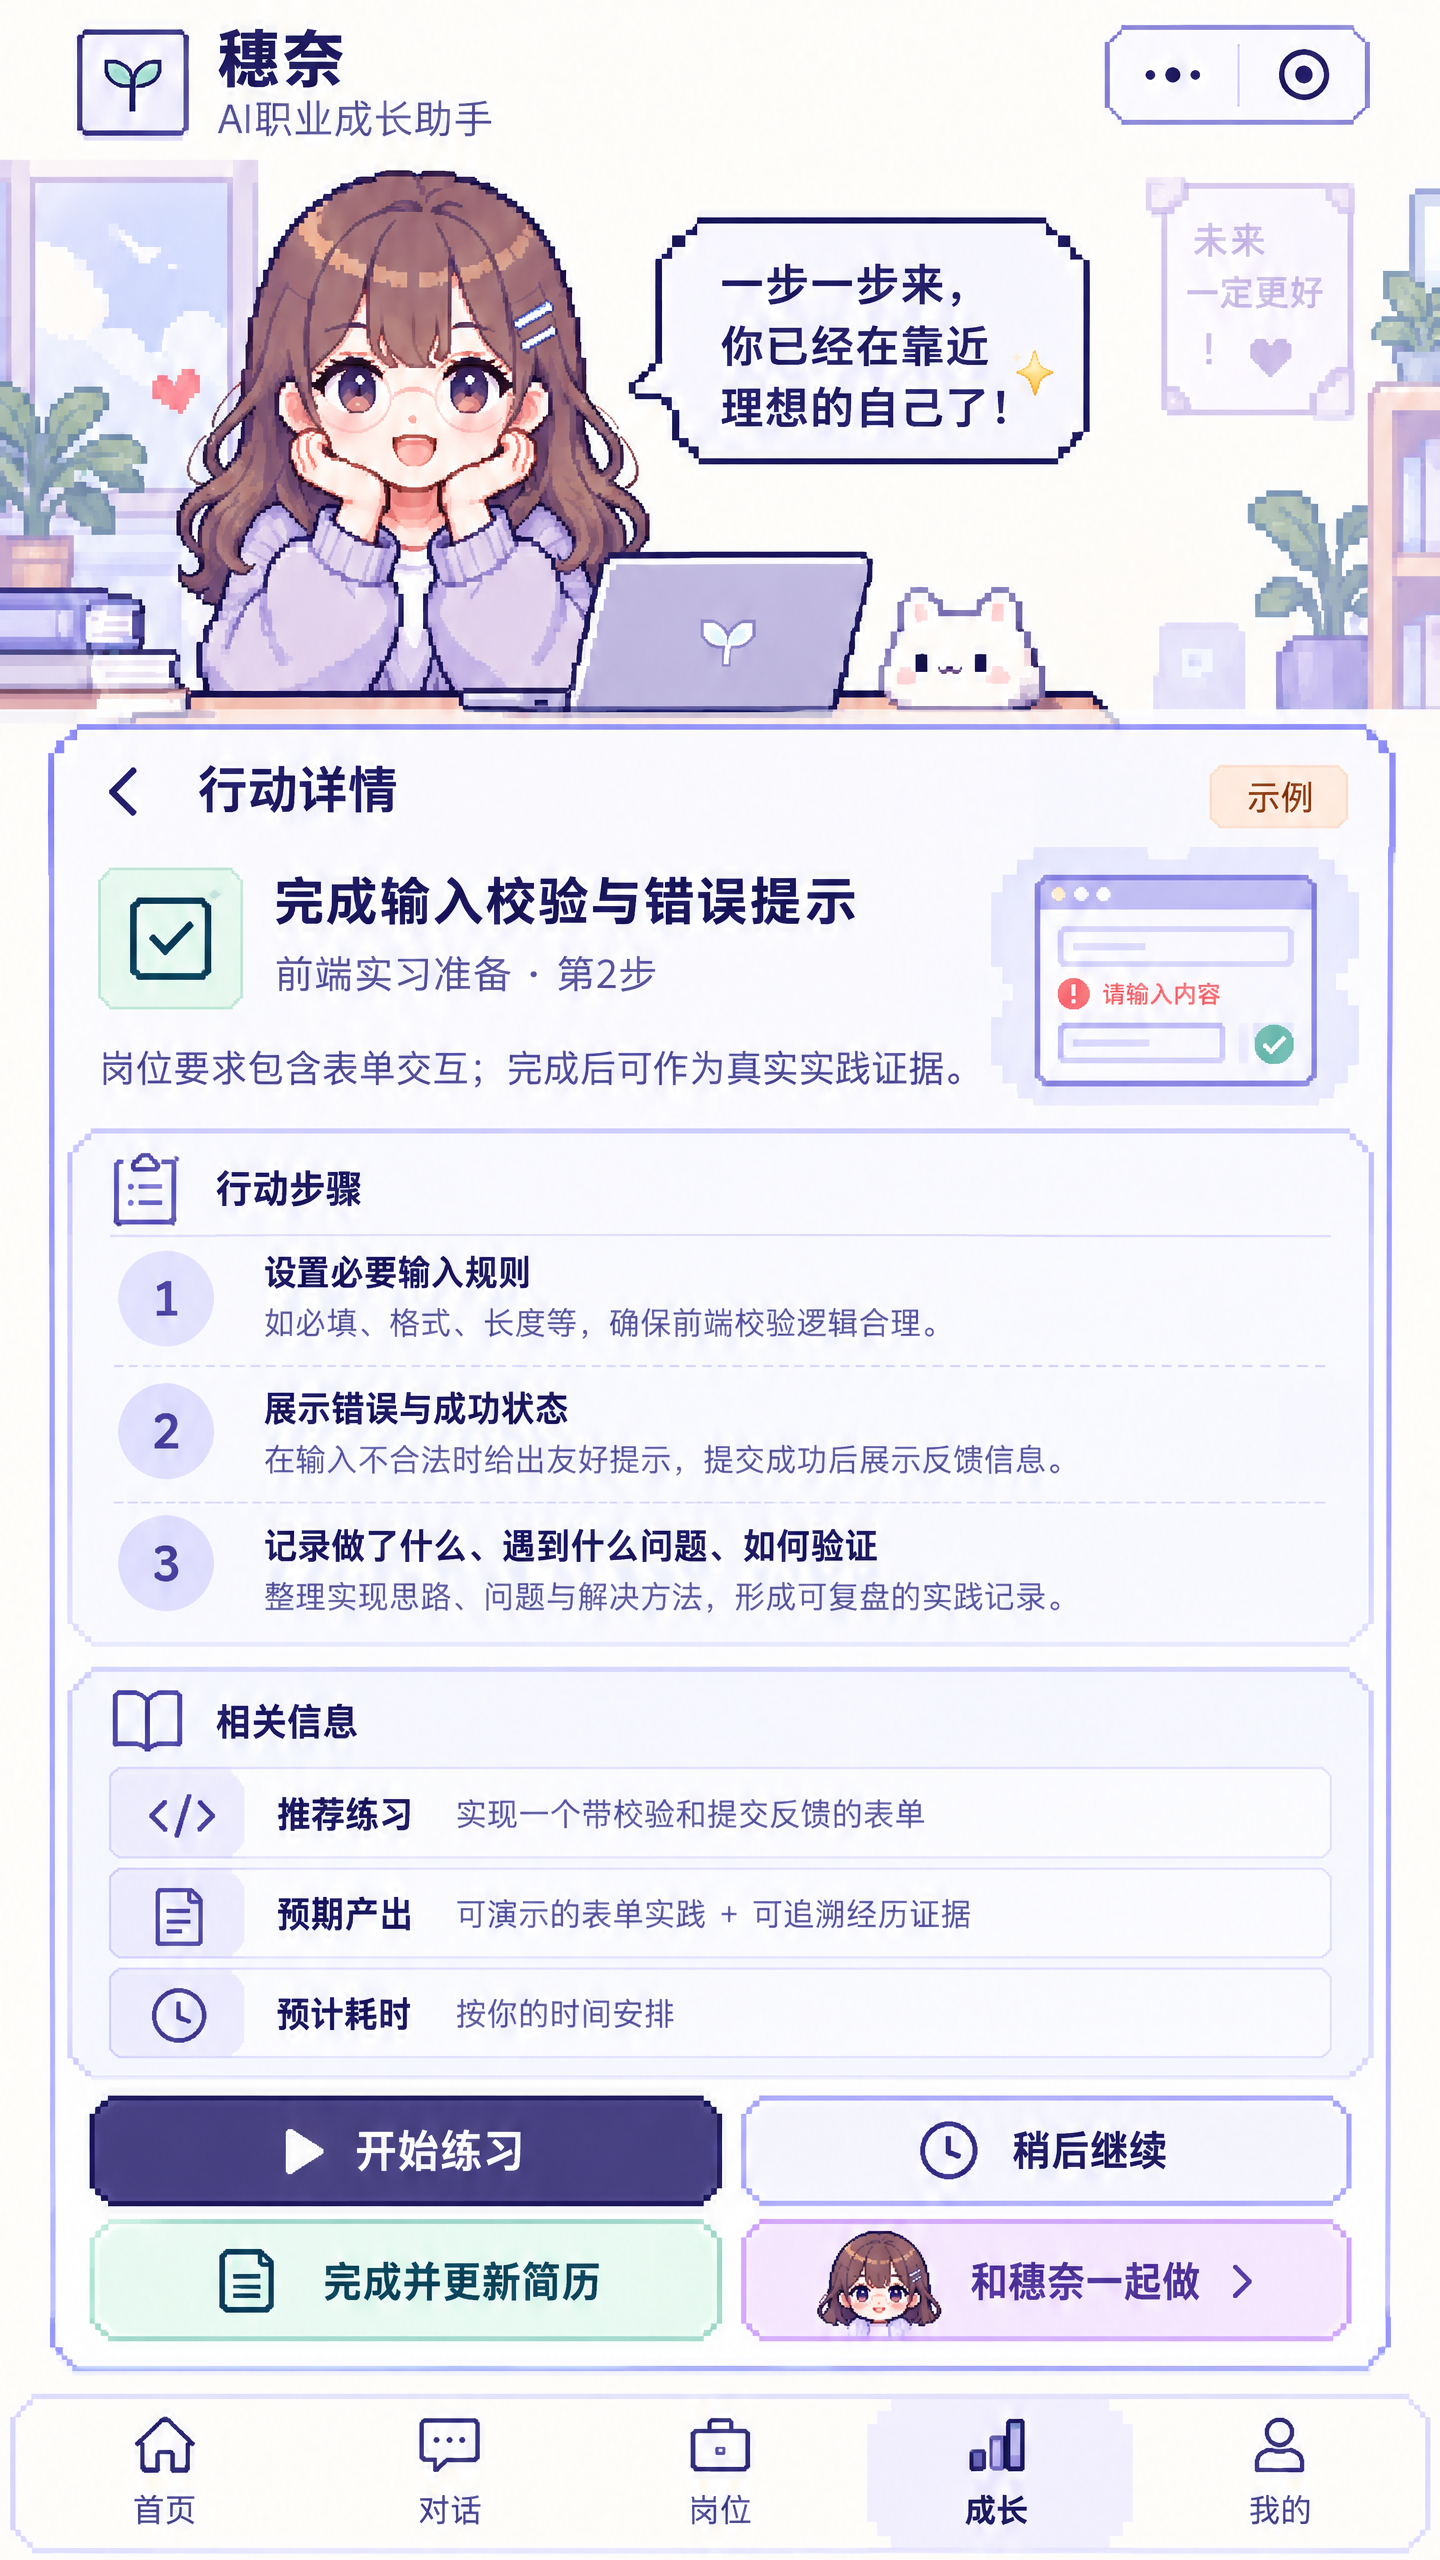 穗奈
AI职业成长助手
一步一步来，
你已经在靠近
理想的自己了！
未来
一定更好
！
行动详情
示例
完成输入校验与错误提示
前端实习准备 · 第2步
岗位要求包含表单交互；完成后可作为真实实践证据。
请输入内容
行动步骤
1
设置必要输入规则
如必填、格式、长度等，确保前端校验逻辑合理。
2
展示错误与成功状态
在输入不合法时给出友好提示，提交成功后展示反馈信息。
3
记录做了什么、遇到什么问题、如何验证
整理实现思路、问题与解决方法，形成可复盘的实践记录。
相关信息
推荐练习 实现一个带校验和提交反馈的表单
预期产出 可演示的表单实践 + 可追溯经历证据
预计耗时 按你的时间安排
开始练习
稍后继续
完成并更新简历
和穗奈一起做
首页
对话
岗位
成长
我的